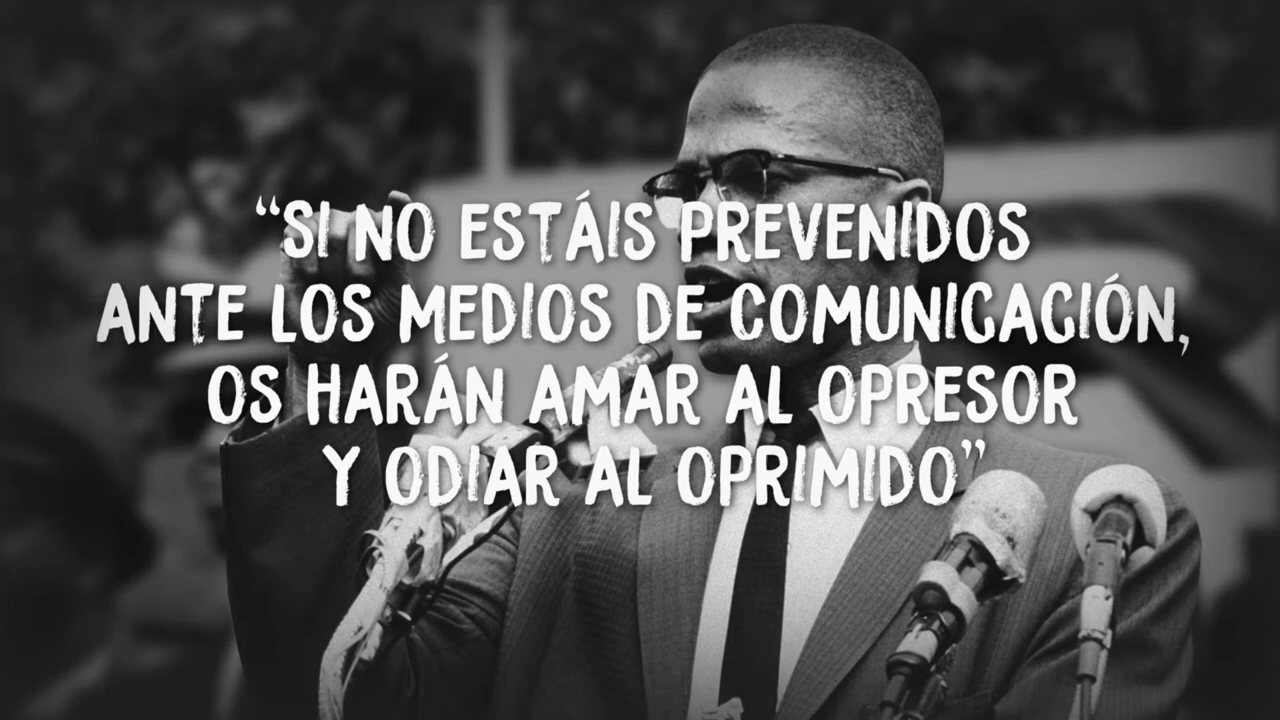 “SI NO ESTÁIS PREVENIDOS
ANTE LOS MEDIOS DE COMUNICACIÓN,
OS HARÁN AMAR AL OPRESOR
Y ODIAR AL OPRIMIDO”